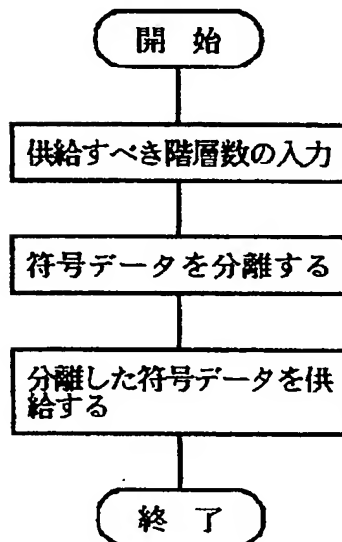 開 始
供給すべき階層数の入力
符号データを分離する
分離した符号データを供
給する
終 了